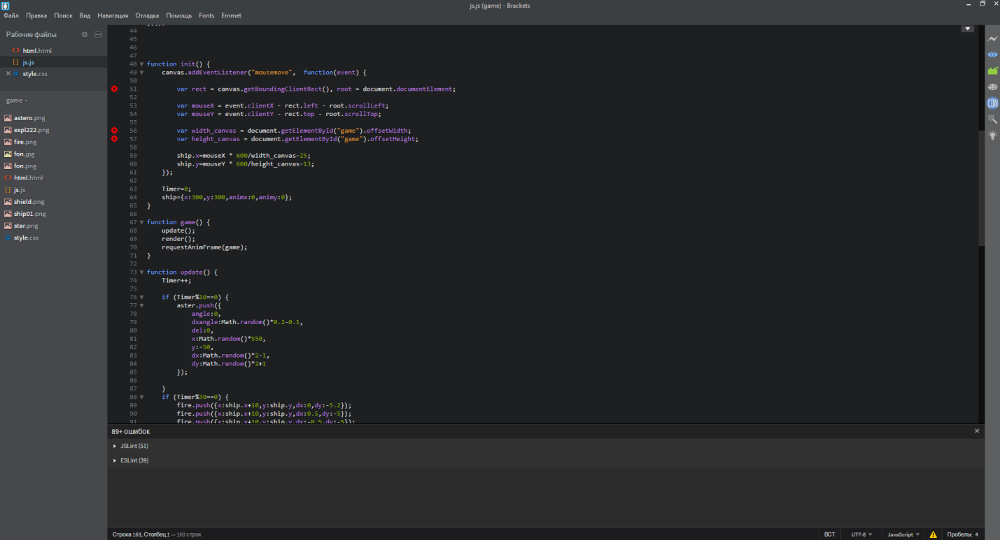 js.js (game) - Brackets
Файл Правка Поиск Вид Навигация Отладка Помощь Fonts Emmet
Рабочие файлы
html.html
js.js
style.css
game
astero.png
expl222.png
fire.png
fon.jpg
fon.png
html.html
js.js
shield.png
ship01.png
star.png
style.css
44
45
46
47
48 function init() {
49 canvas.addEventListener("mousemove", function(event) {
50
51 var rect = canvas.getBoundingClientRect(), root = document.documentElement;
52
53 var mouseX = event.clientX - rect.left - root.scrollLeft;
54 var mouseY = event.clientY - rect.top - root.scrollTop;
55
56 var width_canvas = document.getElementById("game").offsetWidth;
57 var height_canvas = document.getElementById("game").offsetHeight;
58
59 ship.x=mouseX * 600/width_canvas-25;
60 ship.y=mouseY * 600/height_canvas-13;
61 });
62
63 Timer=0;
64 ship={x:300,y:300,animx:0,animy:0};
65 }
66
67 function game() {
68 update();
69 render();
70 requestAnimFrame(game);
71 }
72
73 function update() {
74 Timer++;
75
76 if (Timer%10==0) {
77 aster.push({
78 angle:0,
79 dxangle:Math.random()*0.2-0.1,
80 del:0,
81 x:Math.random()*550,
82 y:-50,
83 dx:Math.random()*2-1,
84 dy:Math.random()*2+1
85 });
86
87 }
88 if (Timer%30==0) {
89 fire.push({x:ship.x+10,y:ship.y,dx:0,dy:-5.2});
90 fire.push({x:ship.x+10,y:ship.y,dx:0.5,dy:-5});
91 fire.push({x:ship.x+10,y:ship.y,dx:-0.5,dy:-5});
CDN
89+ ошибок
JSLint (51)
ESLint (39)
Строка 163, Столбец 1 — 163 строк
ВСТ UTF-8 JavaScript Пробелы: 4